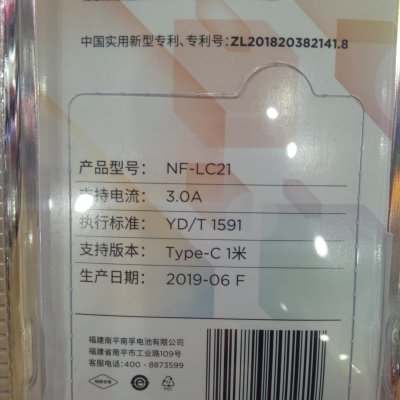 中国实用新型专利、专利号：ZL201820382141.8
产品型号： NF-LC21
支持电流： 3.0A
执行标准： YD/T 1591
支持版本： Type-C 1米
生产日期： 2019-06 F
福建南平南孚电池有限公司
福建省南平市工业路109号
客服电话：400 - 8873599